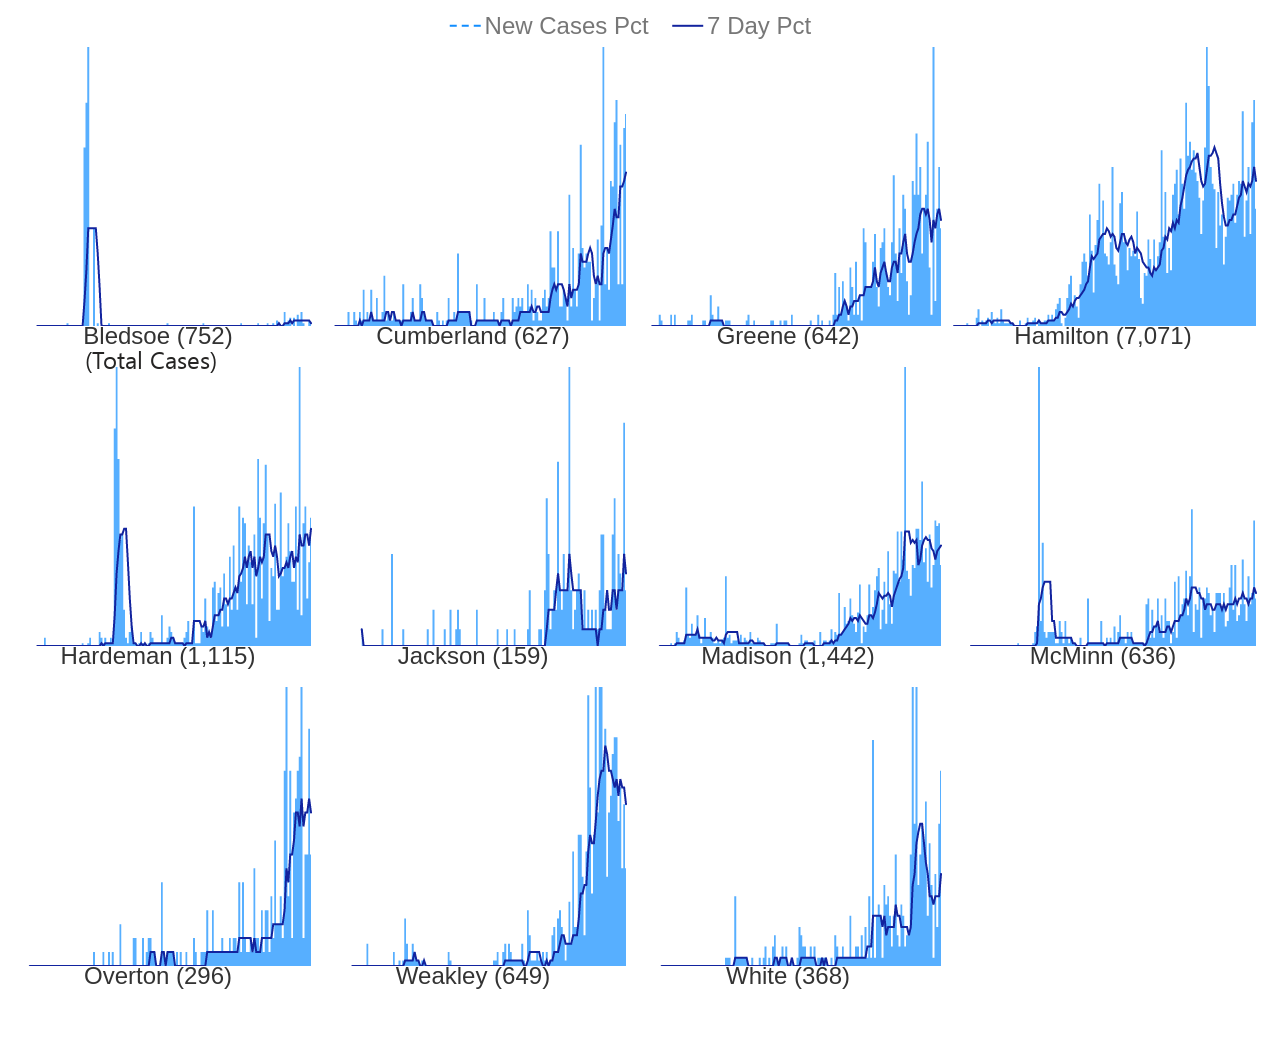 New Cases Pct 7 Day Pct
Bledsoe (752) Cumberland (627) Greene (642) Hamilton (7,071)
(Total Cases)
Hardeman (1,115) Jackson (159) Madison (1,442) McMinn (636)
Overton (296) Weakley (649) White (368)